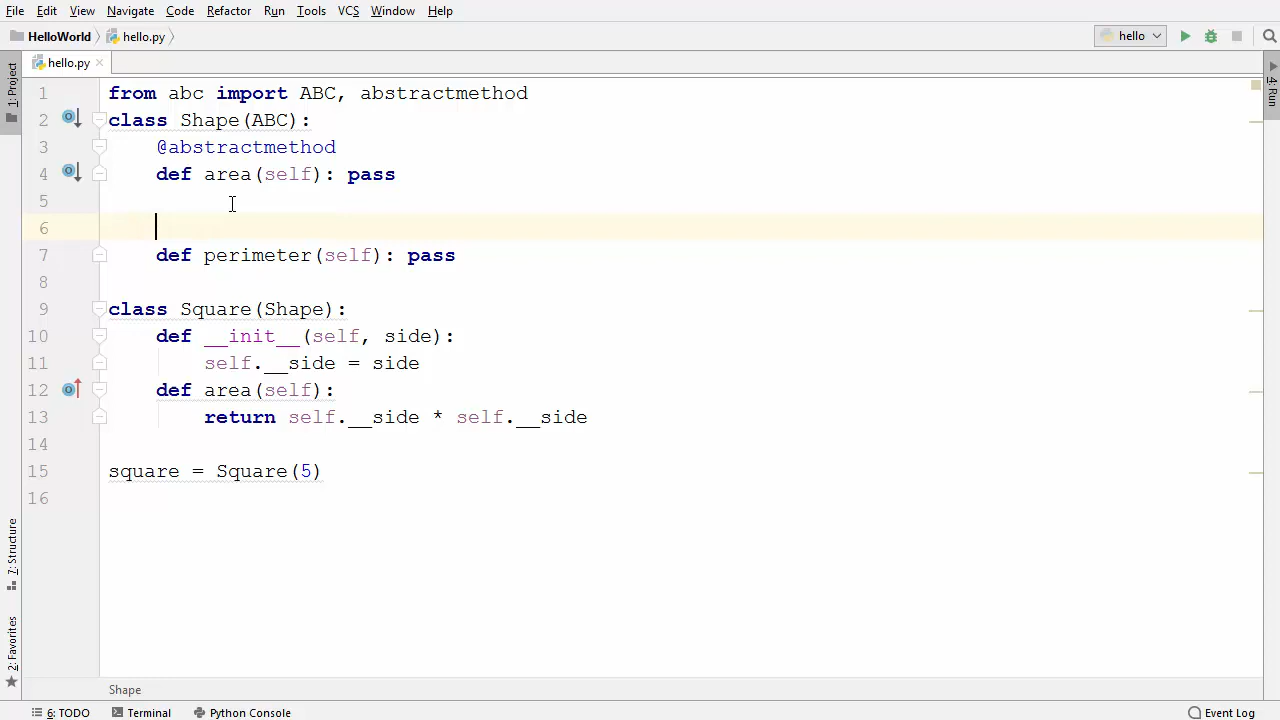 File Edit View Navigate Code Refactor Run Tools VCS Window Help
HelloWorld hello.py hello
hello.py
1: Project
4: Run
1 from abc import ABC, abstractmethod
2 class Shape(ABC):
3 @abstractmethod
4 def area(self): pass
5
6
7 def perimeter(self): pass
8
9 class Square(Shape):
10 def __init__(self, side):
11 self.__side = side
12 def area(self):
13 return self.__side * self.__side
14
15 square = Square(5)
16
7: Structure
2: Favorites
Shape
6: TODO Terminal Python Console Event Log